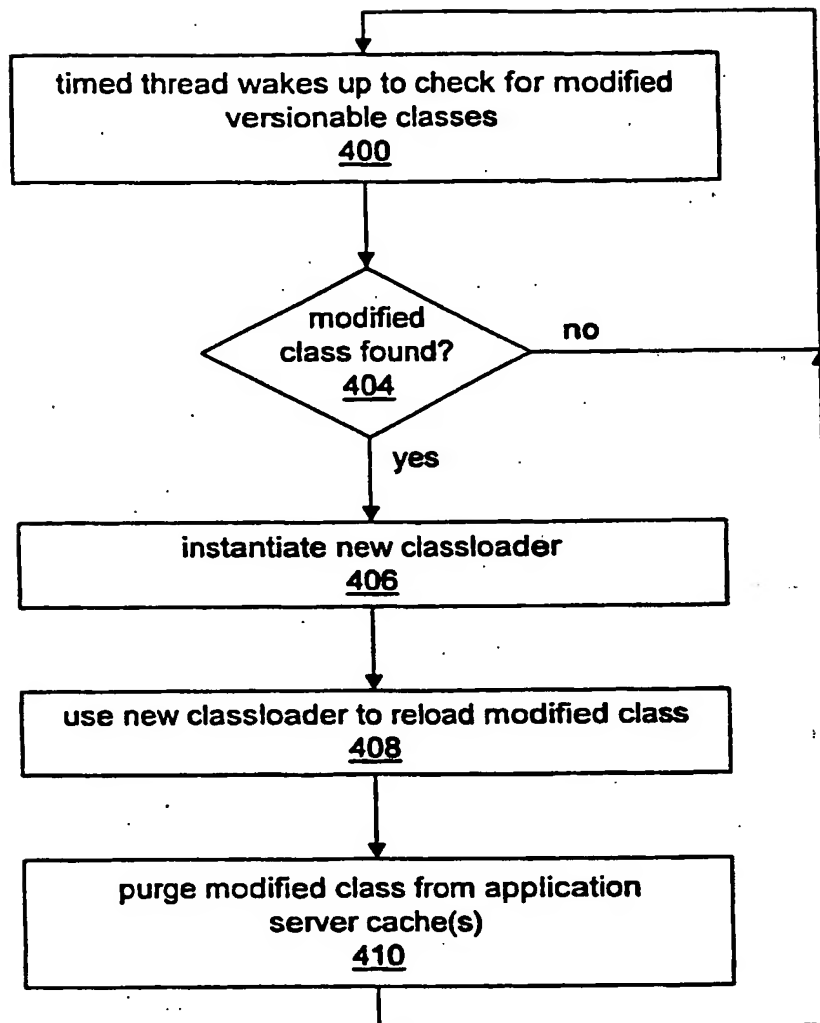 timed thread wakes up to check for modified
versionable classes
400
modified
class found?
404
no
yes
instantiate new classloader
406
use new classloader to reload modified class
408
purge modified class from application
server cache(s)
410